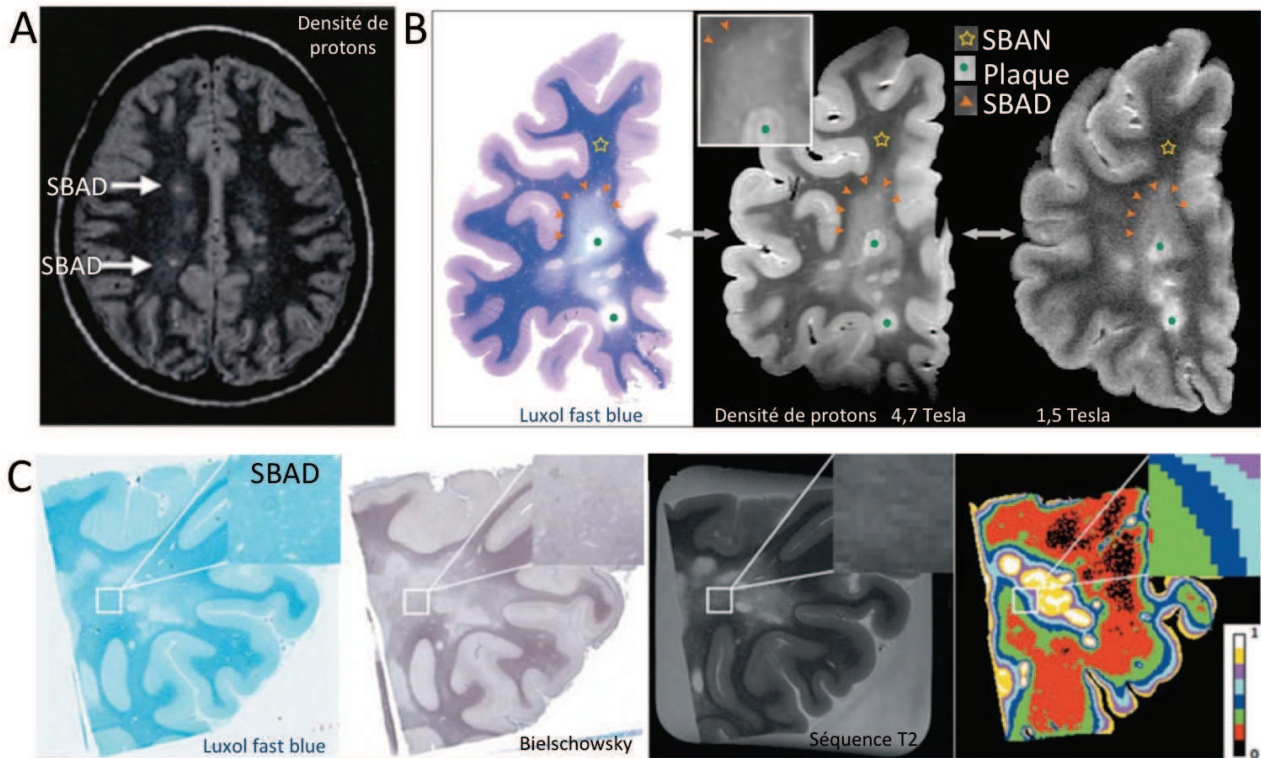 A
Densité de
protons
SBAD
SBAD
B
SBAN
Plaque
SBAD
Luxol fast blue
Densité de protons
4,7 Tesla
1,5 Tesla
C
SBAD
Luxol fast blue
Bielschowsky
Séquence T2
1
0